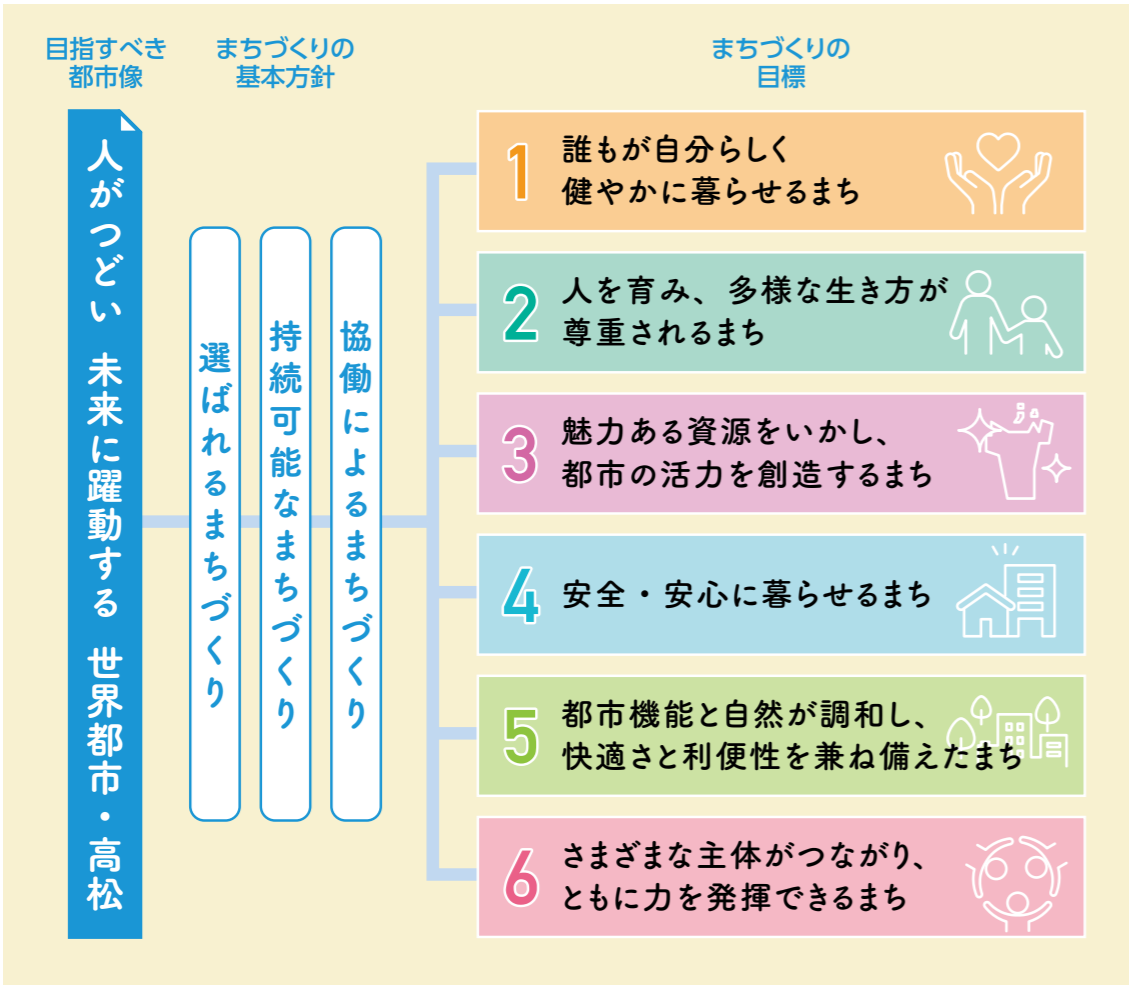 目指すべき
都市像
まちづくりの
基本方針
まちづくりの
目標
人がつどい 未来に躍動する 世界都市・高松
選ばれるまちづくり
持続可能なまちづくり
協働によるまちづくり
1
誰もが自分らしく
健やかに暮らせるまち
2
人を育み、多様な生き方が
尊重されるまち
3
魅力ある資源をいかし、
都市の活力を創造するまち
4
安全・安心に暮らせるまち
5
都市機能と自然が調和し、
快適さと利便性を兼ね備えたまち
6
さまざまな主体がつながり、
ともに力を発揮できるまち